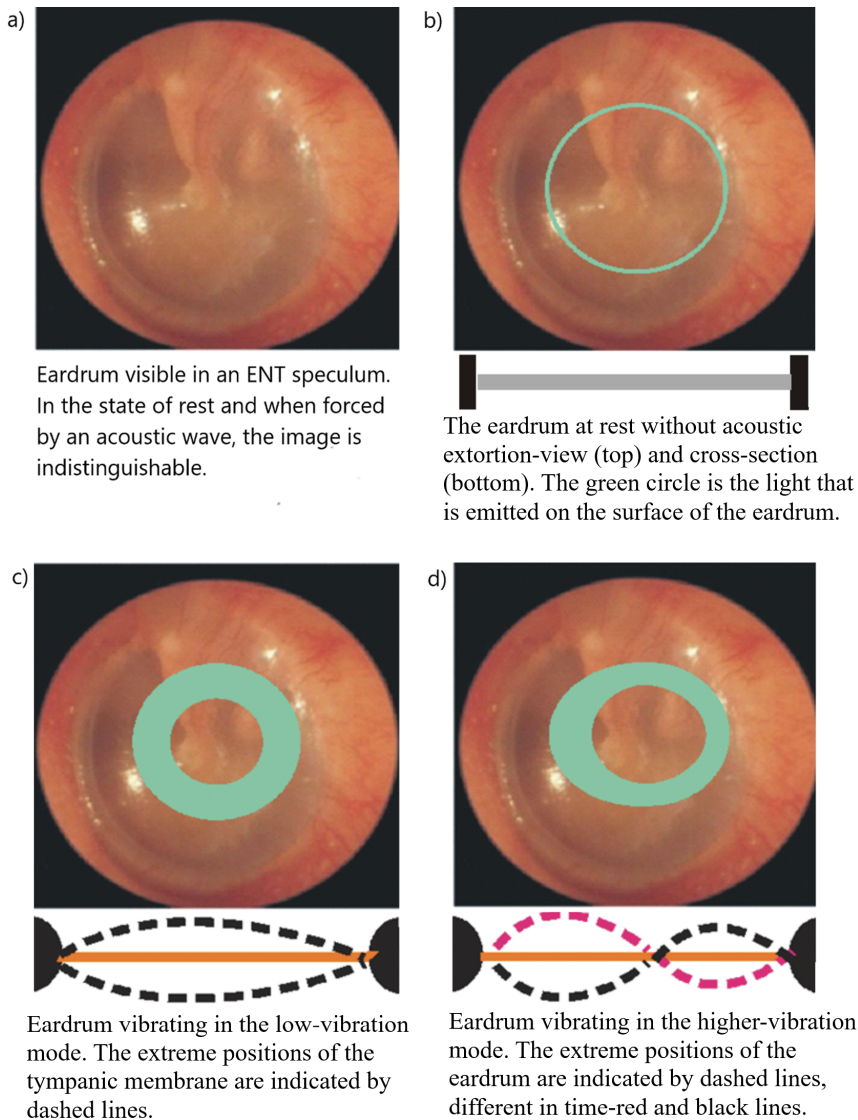 a)
b)
Eardrum visible in an ENT speculum.
In the state of rest and when forced
by an acoustic wave, the image is
indistinguishable.
The eardrum at rest without acoustic
extortion-view (top) and cross-section
(bottom). The green circle is the light that
is emitted on the surface of the eardrum.
c)
d)
Eardrum vibrating in the low-vibration
mode. The extreme positions of the
tympanic membrane are indicated by
dashed lines.
Eardrum vibrating in the higher-vibration
mode. The extreme positions of the
eardrum are indicated by dashed lines,
different in time-red and black lines.